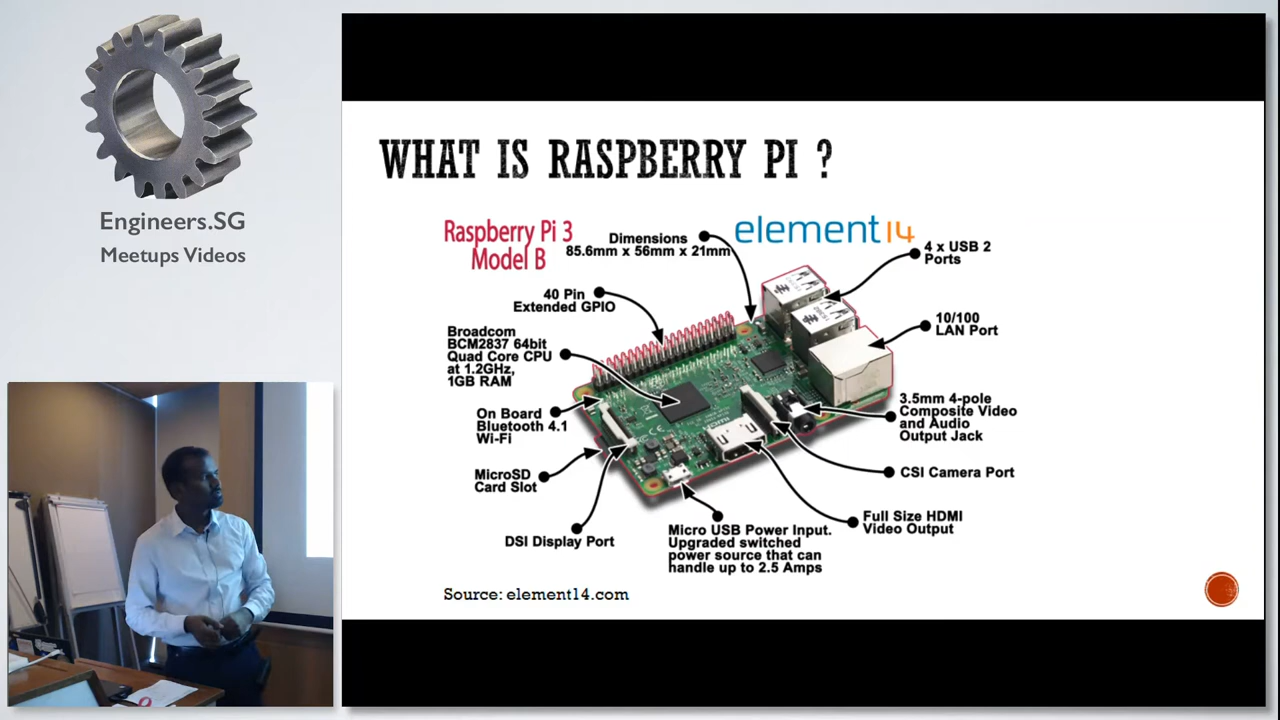 Engineers.SG
Meetups Videos
WHAT IS RASPBERRY PI ?
Raspberry Pi 3
Model B
element14
Dimensions
85.6mm x 56mm x 21mm
4 x USB 2
Ports
40 Pin
Extended GPIO
10/100
LAN Port
Broadcom
BCM2837 64bit
Quad Core CPU
at 1.2GHz,
1GB RAM
3.5mm 4-pole
Composite Video
and Audio
Output Jack
On Board
Bluetooth 4.1
Wi-Fi
CSI Camera Port
MicroSD
Card Slot
Full Size HDMI
Video Output
DSI Display Port
Micro USB Power Input.
Upgraded switched
power source that can
handle up to 2.5 Amps
HDMI
Source: element14.com